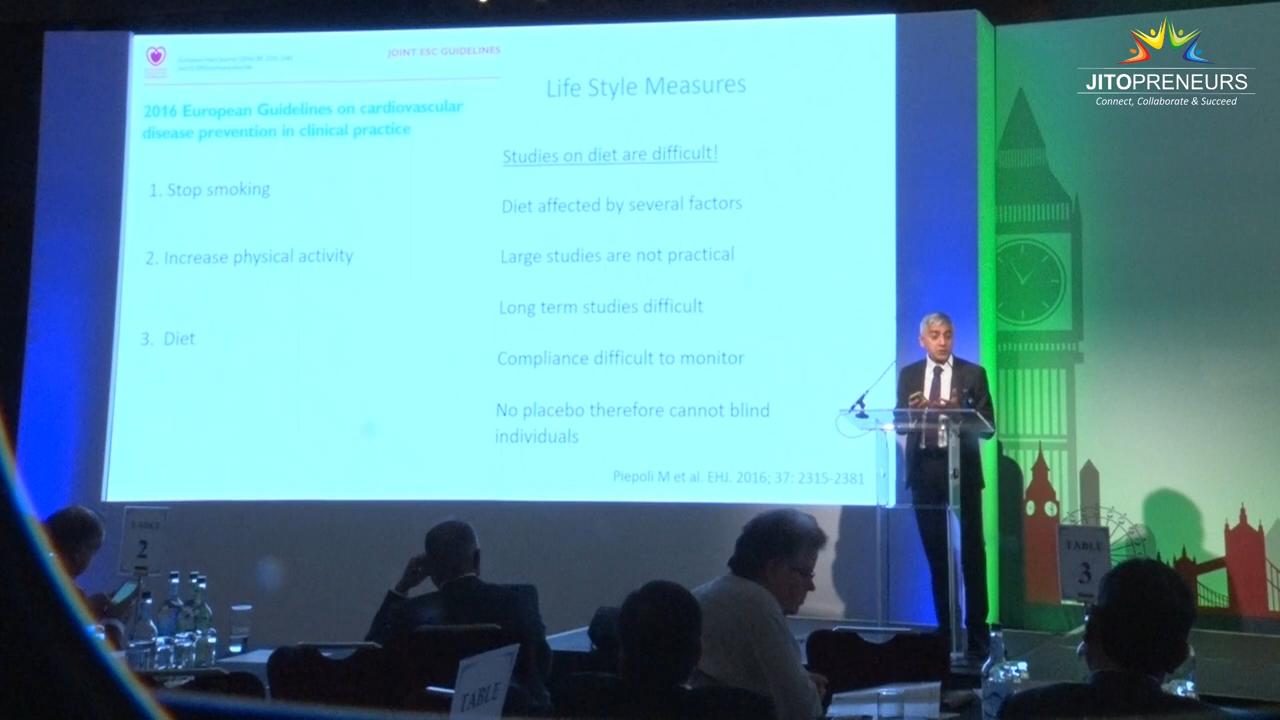 JOINT ESC GUIDELINES
2016 European Guidelines on cardiovascular
disease prevention in clinical practice
1. Stop smoking
2. Increase physical activity
3. Diet
Life Style Measures
Studies on diet are difficult!
Diet affected by several factors
Large studies are not practical
Long term studies difficult
Compliance difficult to monitor
No placebo therefore cannot blind
individuals
Piepoli M et al. EHJ. 2016; 37: 2315-2381
JITOPRENEURS
Connect, Collaborate & Succeed
TABLE
2
TABLE
3
TABLE